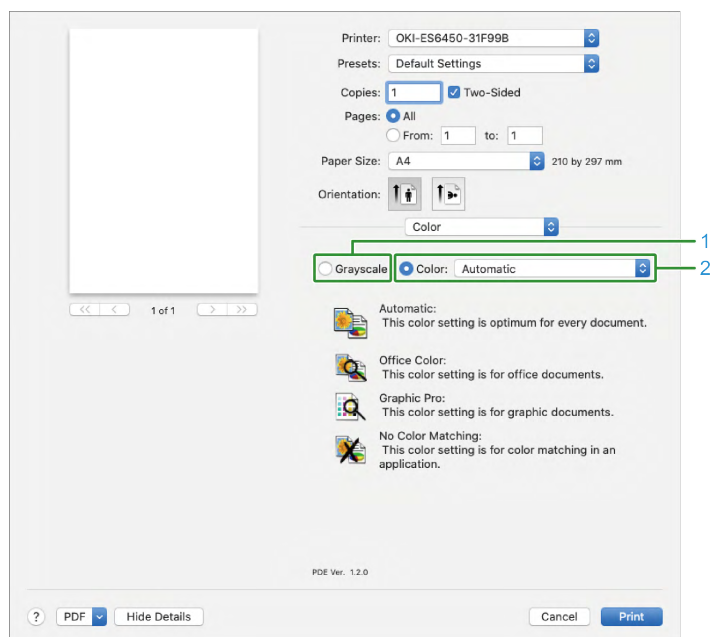 Printer: OKI-ES6450-31F99B
Presets: Default Settings
Copies: 1 Two-Sided
Pages: All
From: 1 to: 1
Paper Size: A4 210 by 297 mm
Orientation:
Color
1
Grayscale Color: Automatic 2
<< < 1 of 1 > >>
Automatic:
This color setting is optimum for every document.
Office Color:
This color setting is for office documents.
Graphic Pro:
This color setting is for graphic documents.
No Color Matching:
This color setting is for color matching in an
application.
PDE Ver. 1.2.0
? PDF Hide Details Cancel Print